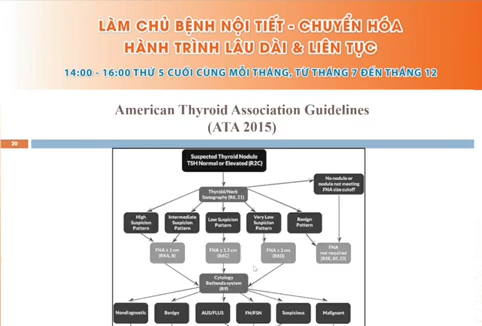 LÀM CHỦ BỆNH NỘI TIẾT - CHUYỂN HÓA
HÀNH TRÌNH LÂU DÀI & LIÊN TỤC
14:00 - 16:00 THỨ 5 CUỐI CÙNG MỖI THÁNG, TỪ THÁNG 7 ĐẾN THÁNG 12
American Thyroid Association Guidelines
(ATA 2015)
20
Suspected Thyroid Nodule
TSH Normal or Elevated (R2C)
Thyroid/Neck
Sonography (R6, 21)
No nodule or
nodule not meeting
FNA size cutoff
High
Suspicion
Pattern
Intermediate
Suspicion
Pattern
Low Suspicion
Pattern
Very Low
Suspicion
Pattern
Benign
Pattern
FNA ≥ 1 cm
(R8A, B)
FNA ≥ 1.5 cm
(R8C)
FNA ≥ 2 cm
(R8D)
FNA
not required
Cytology
Bethesda system
(R9)
Nondiagnostic
Benign
AUS/FLUS
FN/FSN
Suspicious
Malignant